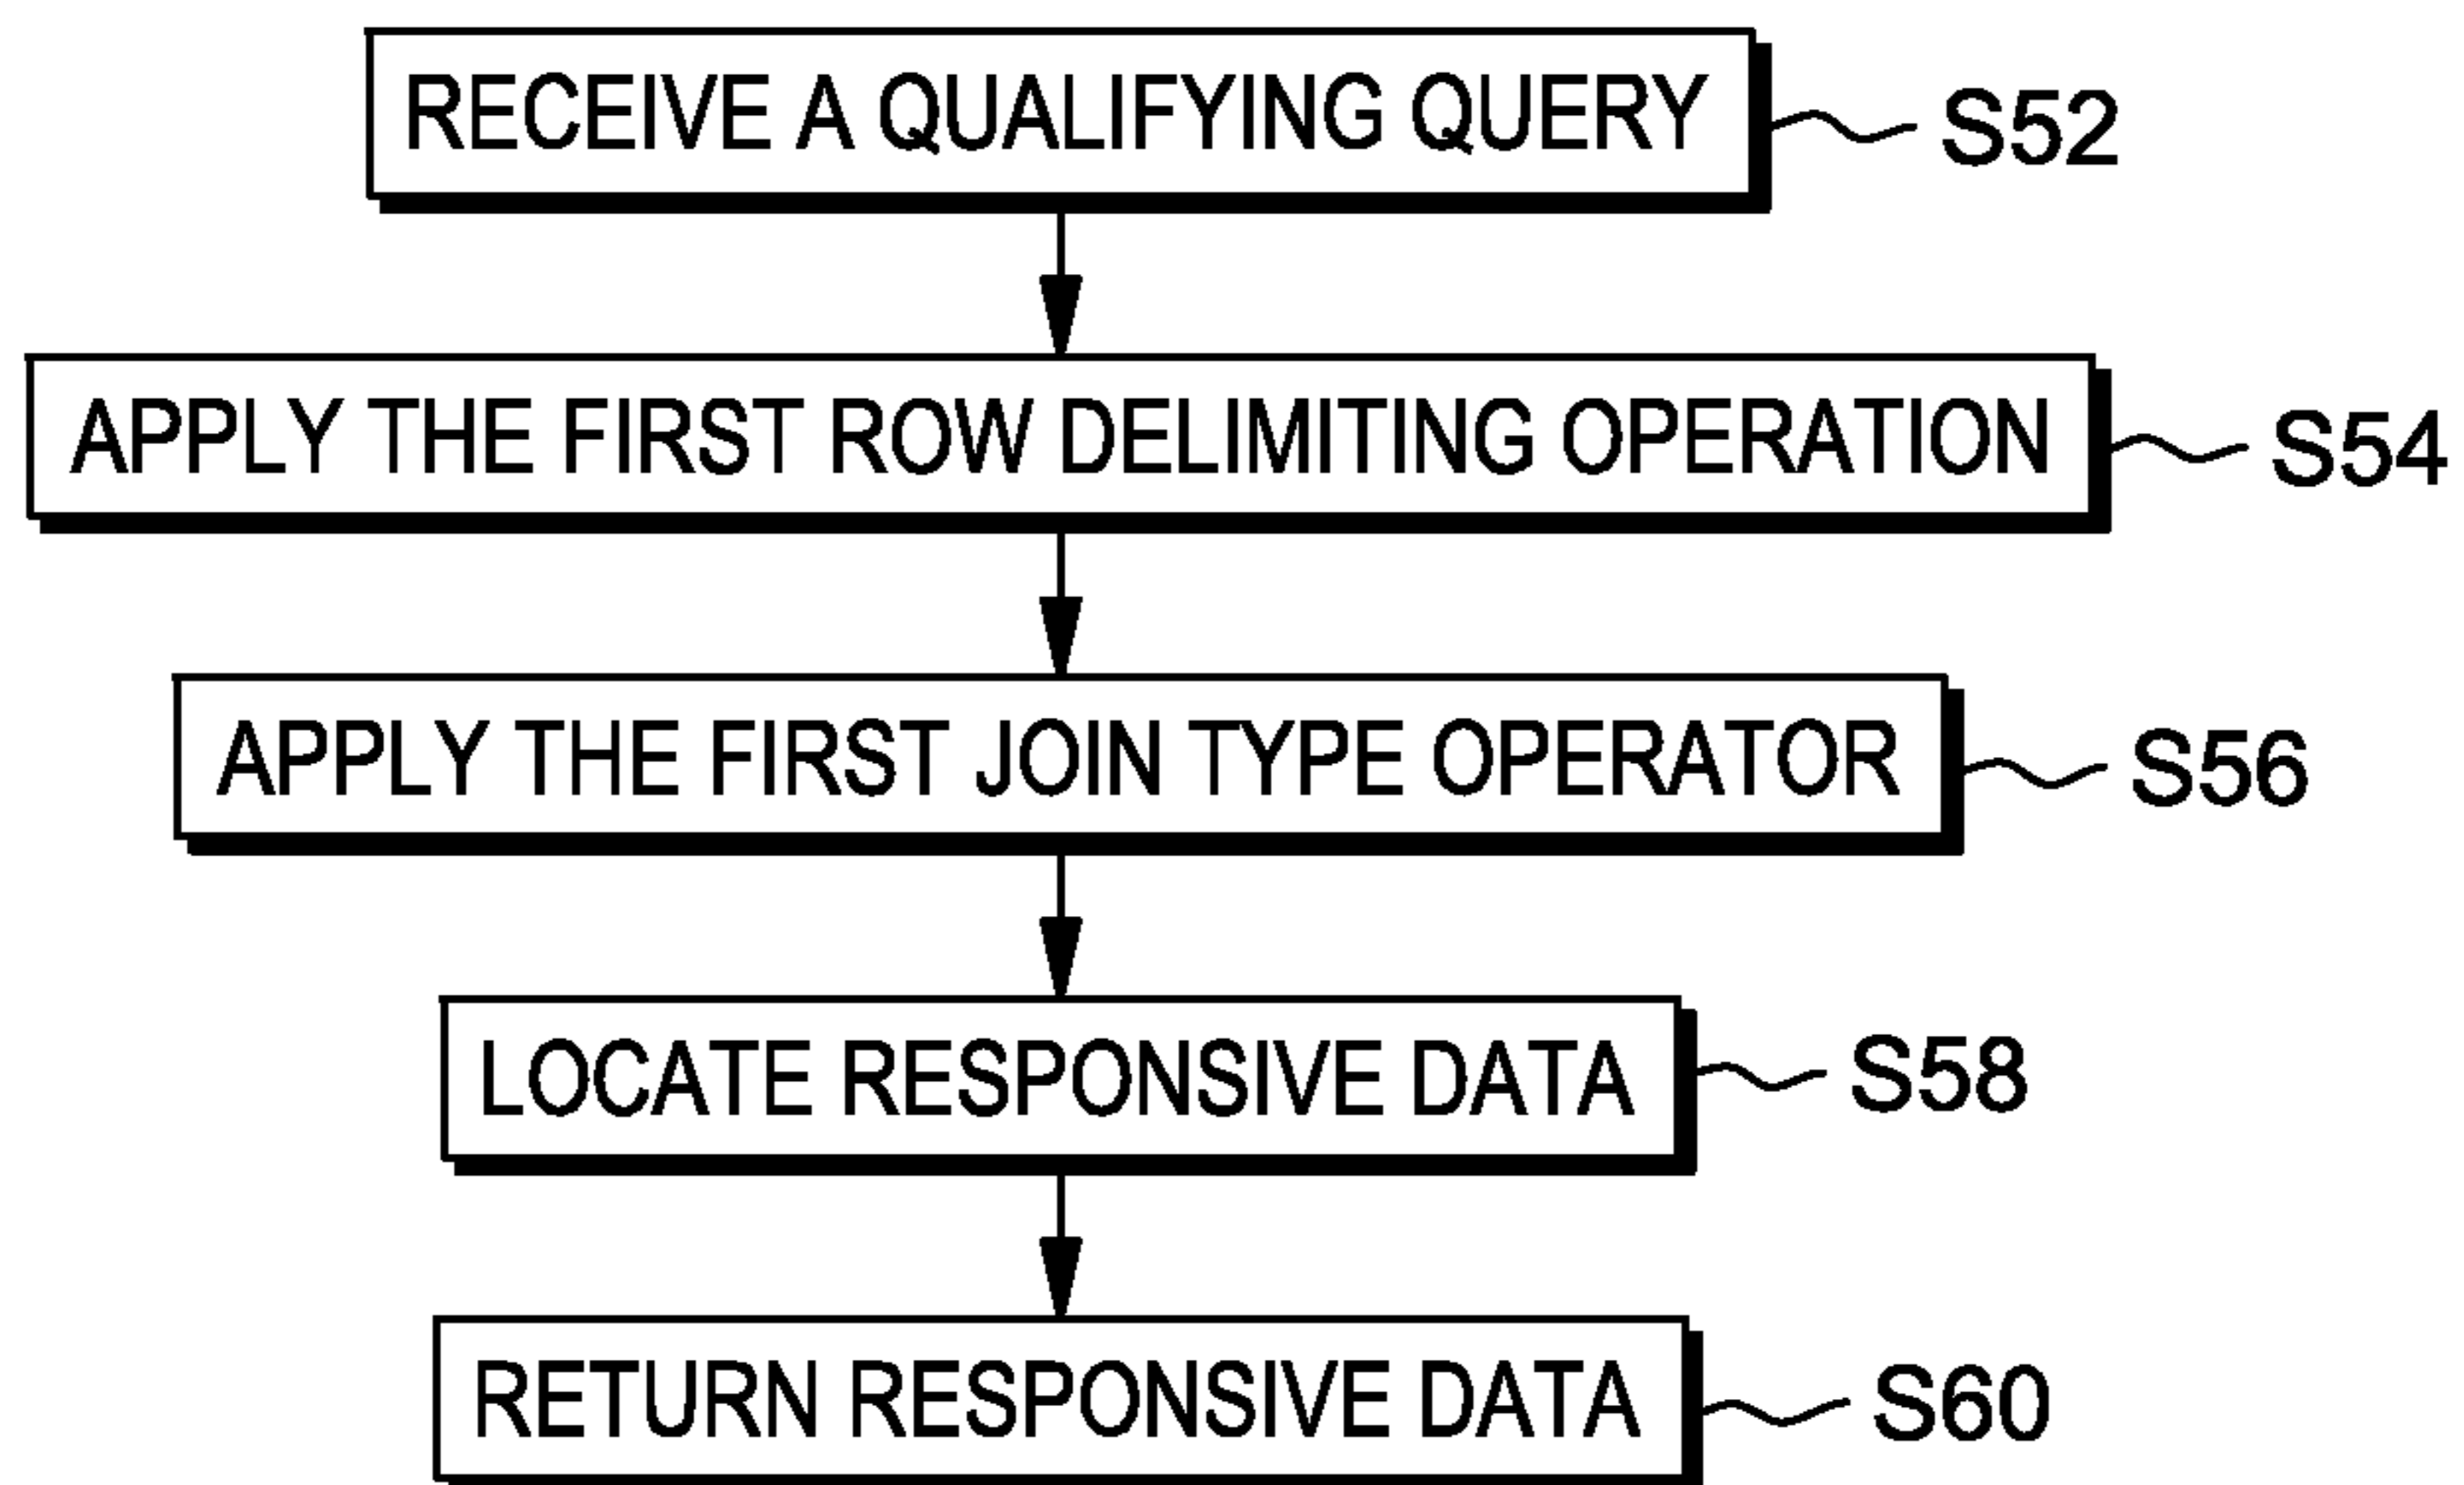 RECEIVE A QUALIFYING QUERY
S52
APPLY THE FIRST ROW DELIMITING OPERATION
S54
APPLY THE FIRST JOIN TYPE OPERATOR
S56
LOCATE RESPONSIVE DATA
S58
RETURN RESPONSIVE DATA
S60